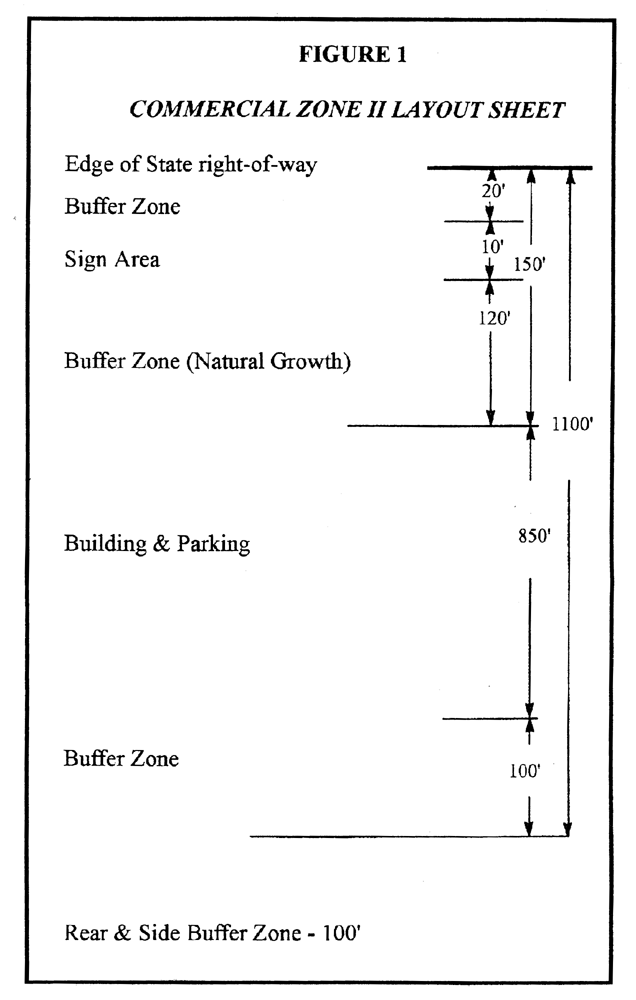 FIGURE 1
COMMERCIAL ZONE II LAYOUT SHEET
Edge of State right-of-way
20'
Buffer Zone
10'
Sign Area
150'
120'
Buffer Zone (Natural Growth)
1100'
850'
Building & Parking
Buffer Zone
100'
Rear & Side Buffer Zone - 100'